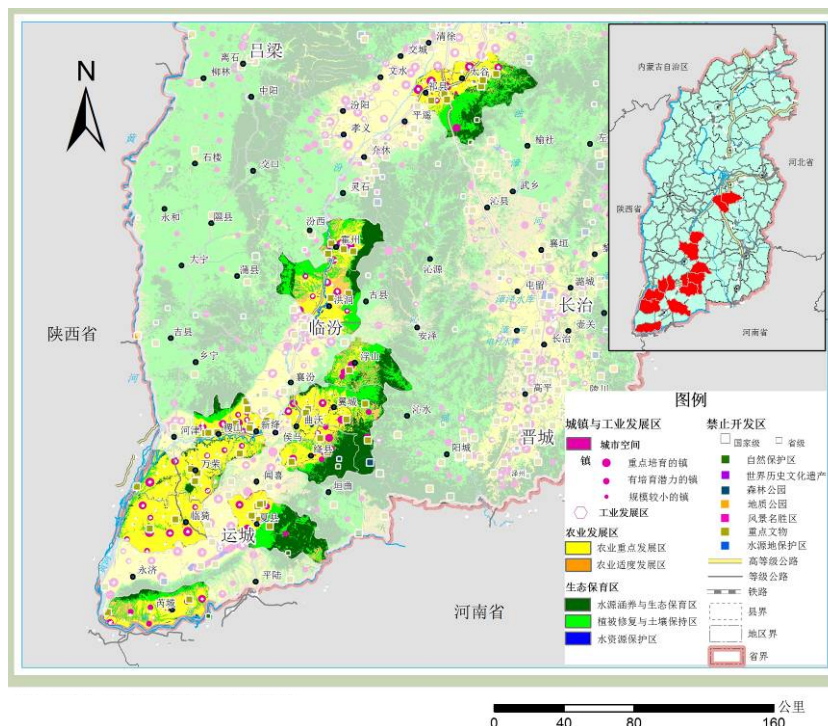 清徐
交城
吕梁
离石
柳林
文水
太谷
祁县
中阳
汾阳
平遥
孝义
介休
榆社
左
石楼
交口
灵石
武乡
沁县
永和
隰县
汾西
霍州
襄垣
大宁
蒲县
沁源
黎
潞城
屯留
洪洞
古县
长治
壶关
长治
临汾
陕西省
吉县
安泽
浮山
乡宁
襄汾
高平
陵川
翼城
沁水
曲沃
河津
稷山
新绛
侯马
绛县
阳城
晋城
泽州
万荣
闻喜
垣曲
临猗
夏县
运城
永济
平陆
芮城
河南省
黄
河
汾
河
N
内蒙古自治区
河北省
陕西省
河南省
图例
城镇与工业发展区
城市空间
镇
重点培育的镇
有培育潜力的镇
规模较小的镇
工业发展区
农业发展区
农业重点发展区
农业适度发展区
生态保育区
水源涵养与生态保育区
植被修复与土壤保持区
水资源保护区
禁止开发区
国家级
省级
自然保护区
世界历史文化遗产
森林公园
地质公园
风景名胜区
重点文物
水源地保护区
高等级公路
等级公路
铁路
县界
地区界
省界
公里
0 40 80 160